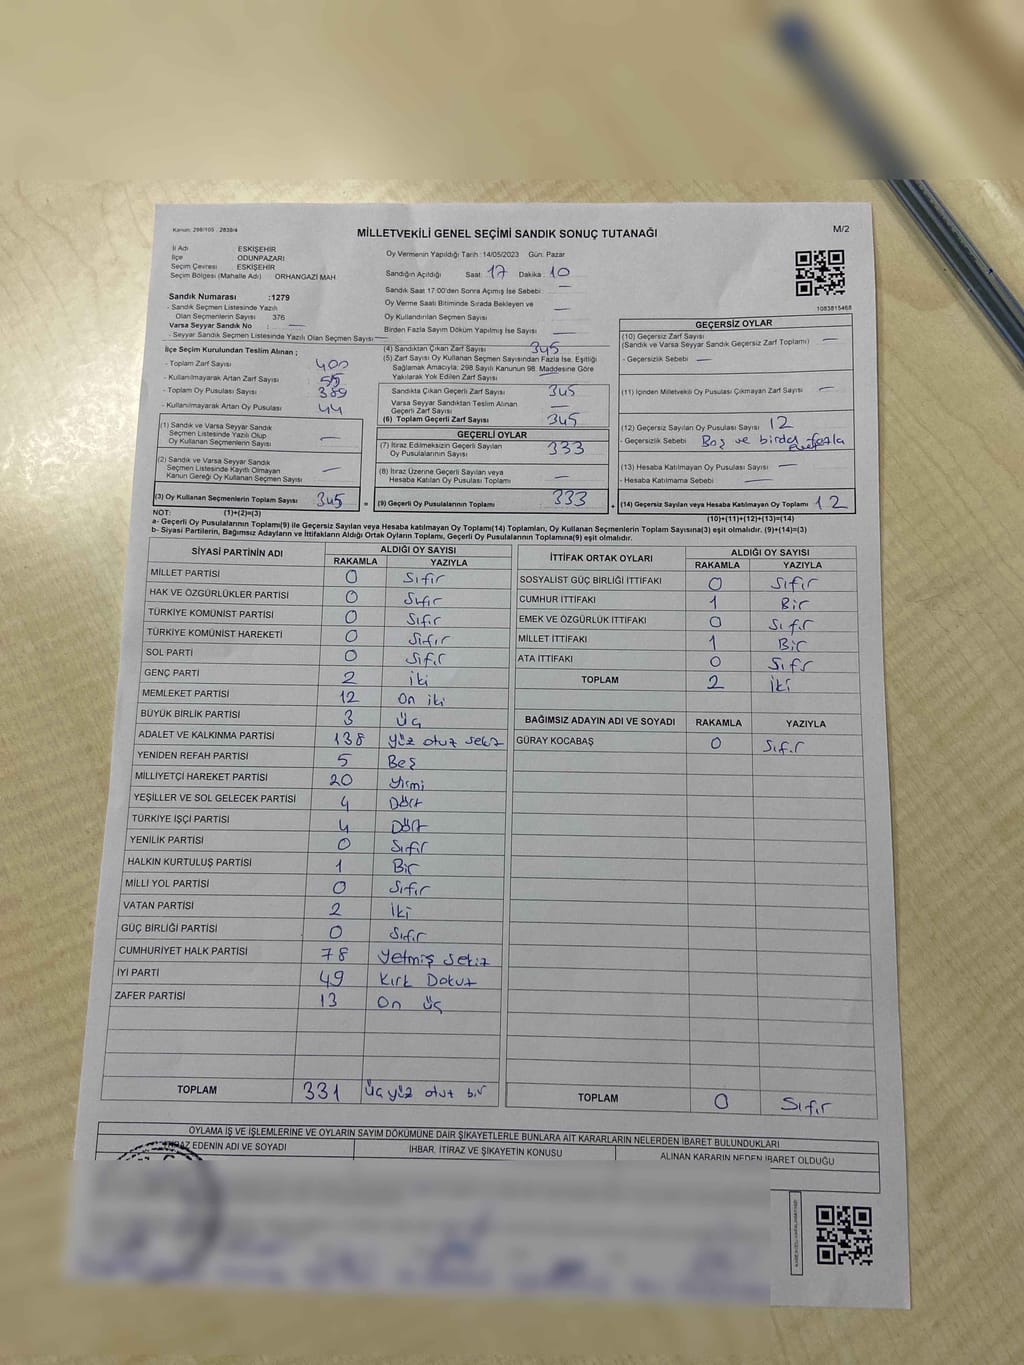 Kanun: 298/105 , 2839/4
MİLLETVEKİLİ GENEL SEÇİMİ SANDIK SONUÇ TUTANAĞI
M/2
İl Adı ESKİŞEHİR
İlçe ODUNPAZARI
Seçim Çevresi ESKİŞEHİR
Seçim Bölgesi (Mahalle Adı) ORHANGAZİ MAH
Sandık Numarası :1279
- Sandık Seçmen Listesinde Yazılı
Olan Seçmenlerin Sayısı 376
Varsa Seyyar Sandık No : —
- Seyyar Sandık Seçmen Listesinde Yazılı Olan Seçmen Sayısı —
Oy Vermenin Yapıldığı Tarih : 14/05/2023 Gün: Pazar
Sandığın Açıldığı Saat 17 Dakika : 10
Sandık Saat 17:00'den Sonra Açımış İse Sebebi : —
Oy Verme Saati Bitiminde Sırada Bekleyen ve
Oy Kullandırılan Seçmen Sayısı —
Birden Fazla Sayım Döküm Yapılmış İse Sayısı —
1083815468
İlçe Seçim Kurulundan Teslim Alınan ;
- Toplam Zarf Sayısı 400
- Kullanılmayarak Artan Zarf Sayısı 55
- Toplam Oy Pusulası Sayısı 389
- Kullanılmayarak Artan Oy Pusulası 44
(1) Sandık ve Varsa Seyyar Sandık
Seçmen Listesinde Yazılı Olup
Oy Kullanan Seçmenlerin Sayısı —
(2) Sandık ve Varsa Seyyar Sandık
Seçmen Listesinde Kayıtlı Olmayan
Kanun Gereği Oy Kullanan Seçmen Sayısı —
(3) Oy Kullanan Seçmenlerin Toplam Sayısı 345
(4) Sandıktan Çıkan Zarf Sayısı 345
(5) Zarf Sayısı Oy Kullanan Seçmen Sayısından Fazla İse, Eşitliği
Sağlamak Amacıyla; 298 Sayılı Kanunun 98. Maddesine Göre
Yakılarak Yok Edilen Zarf Sayısı —
Sandıkta Çıkan Geçerli Zarf Sayısı 345
Varsa Seyyar Sandıktan Teslim Alınan
Geçerli Zarf Sayısı —
(6) Toplam Geçerli Zarf Sayısı 345
GEÇERLİ OYLAR
(7) İtiraz Edilmeksizin Geçerli Sayılan
Oy Pusulalarının Sayısı 333
(8) İtiraz Üzerine Geçerli Sayılan veya
Hesaba Katılan Oy Pusulası Toplamı —
= (9) Geçerli Oy Pusulalarının Toplamı 333
GEÇERSİZ OYLAR
(10) Geçersiz Zarf Sayısı
(Sandık ve Varsa Seyyar Sandık Geçersiz Zarf Toplamı) —
- Geçersizlik Sebebi —
(11) İçinden Milletvekili Oy Pusulası Çıkmayan Zarf Sayısı —
(12) Geçersiz Sayılan Oy Pusulası Sayısı 12
- Geçersizlik Sebebi Boş ve birden fazla
(13) Hesaba Katılmayan Oy Pusulası Sayısı —
- Hesaba Katılmama Sebebi —
+ (14) Geçersiz Sayılan veya Hesaba Katılmayan Oy Toplamı 12
NOT: (1)+(2)=(3)
(10)+(11)+(12)+(13)=(14)
a- Geçerli Oy Pusulalarının Toplamı(9) ile Geçersiz Sayılan veya Hesaba katılmayan Oy Toplamı(14) Toplamları, Oy Kullanan Seçmenlerin Toplam Sayısına(3) eşit olmalıdır. (9)+(14)=(3)
b- Siyasi Partilerin, Bağımsız Adayların ve İttifakların Aldığı Ortak Oyların Toplamı, Geçerli Oy Pusulalarının Toplamına(9) eşit olmalıdır.
SİYASİ PARTİNİN ADI ALDIĞI OY SAYISI
RAKAMLA YAZIYLA
MİLLET PARTİSİ 0 Sıfır
HAK VE ÖZGÜRLÜKLER PARTİSİ 0 Sıfır
TÜRKİYE KOMÜNİST PARTİSİ 0 Sıfır
TÜRKİYE KOMÜNİST HAREKETİ 0 Sıfır
SOL PARTİ 0 Sıfır
GENÇ PARTİ 2 iki
MEMLEKET PARTİSİ 12 On iki
BÜYÜK BİRLİK PARTİSİ 3 Üç
ADALET VE KALKINMA PARTİSİ 138 yüz otuz sekiz
YENİDEN REFAH PARTİSİ 5 Beş
MİLLİYETÇİ HAREKET PARTİSİ 20 yirmi
YEŞİLLER VE SOL GELECEK PARTİSİ 4 Dört
TÜRKİYE İŞÇİ PARTİSİ 4 Dört
YENİLİK PARTİSİ 0 Sıfır
HALKIN KURTULUŞ PARTİSİ 1 Bir
MİLLİ YOL PARTİSİ 0 Sıfır
VATAN PARTİSİ 2 İki
GÜÇ BİRLİĞİ PARTİSİ 0 Sıfır
CUMHURİYET HALK PARTİSİ 78 Yetmiş sekiz
İYİ PARTİ 49 Kırk Dokuz
ZAFER PARTİSİ 13 On üç
TOPLAM 331 Üçyüz otuz bir
İTTİFAK ORTAK OYLARI ALDIĞI OY SAYISI
RAKAMLA YAZIYLA
SOSYALİST GÜÇ BİRLİĞİ İTTİFAKI 0 Sıfır
CUMHUR İTTİFAKI 1 Bir
EMEK VE ÖZGÜRLÜK İTTİFAKI 0 Sıfır
MİLLET İTTİFAKI 1 Bir
ATA İTTİFAKI 0 Sıfır
TOPLAM 2 İki
BAĞIMSIZ ADAYIN ADI VE SOYADI RAKAMLA YAZIYLA
GÜRAY KOCABAŞ 0 Sıfır
TOPLAM 0 Sıfır
OYLAMA İŞ VE İŞLEMLERİNE VE OYLARIN SAYIM DÖKÜMÜNE DAİR ŞİKAYETLERLE BUNLARA AİT KARARLARIN NELERDEN İBARET BULUNDUKLARI
İTİRAZ EDENİN ADI VE SOYADI İHBAR, İTİRAZ VE ŞİKAYETİN KONUSU ALINAN KARARIN NEDEN İBARET OLDUĞU